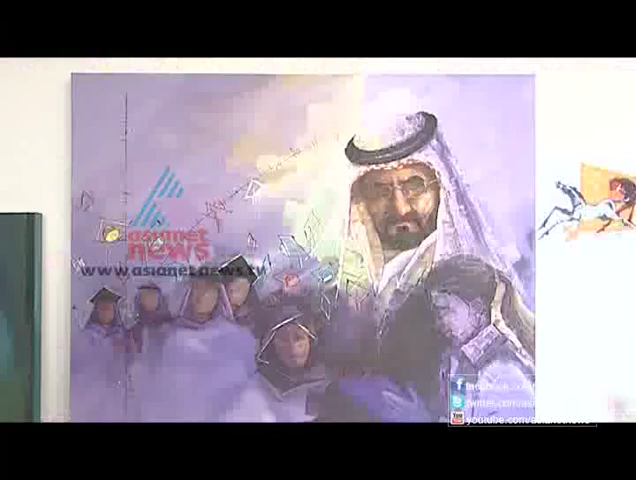 asianet
news
www.asianetnews.tv
facebook.com
twitter.com/asi
youtube.com/asianetnews